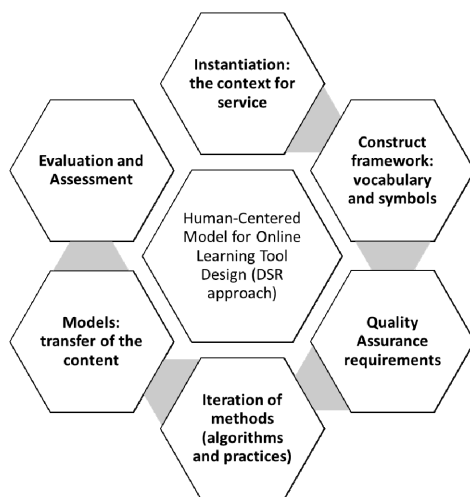 Instantiation:
the context for
service
Construct
framework:
vocabulary
and symbols
Quality
Assurance
requirements
Iteration of
methods
(algorithms
and practices)
Models:
transfer of the
content
Evaluation and
Assessment
Human-Centered
Model for Online
Learning Tool
Design (DSR
approach)